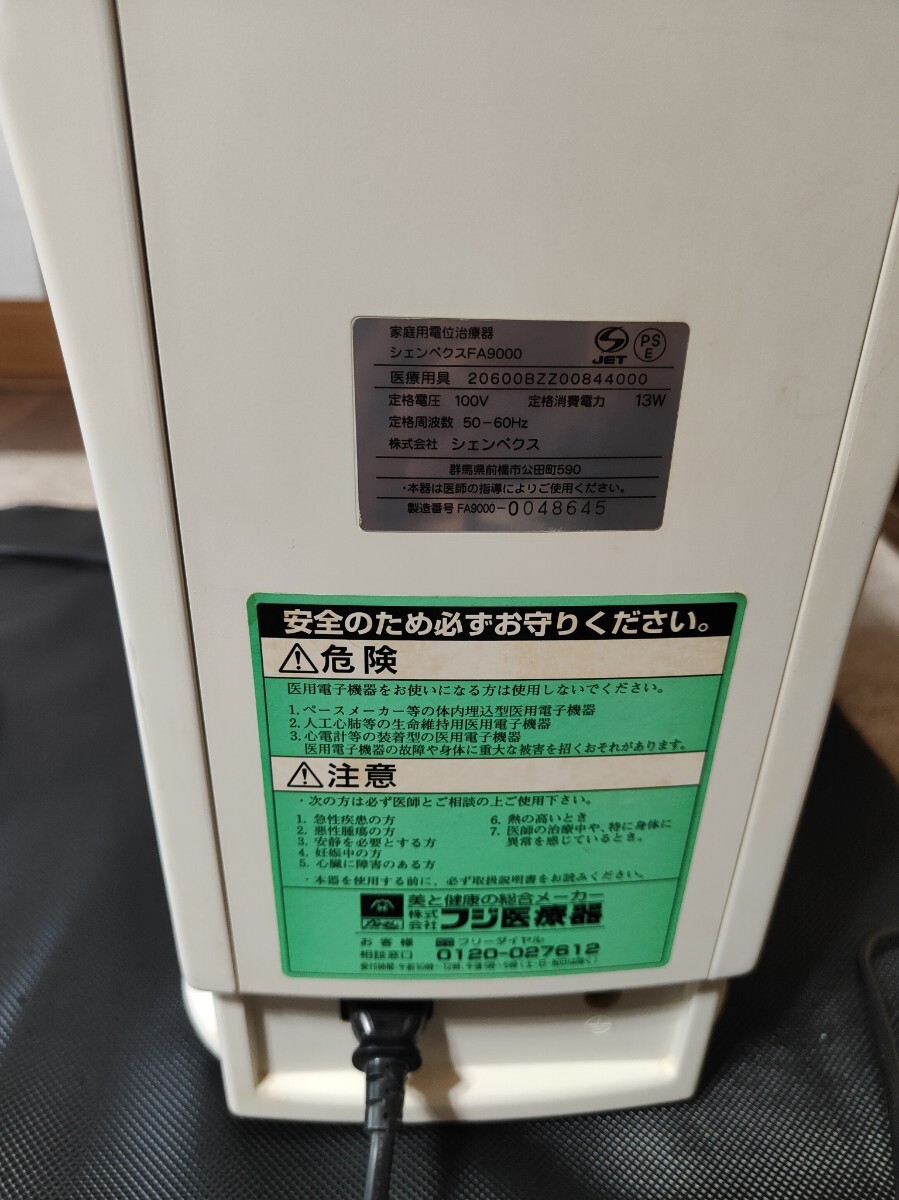 家庭用電位治療器
シェンペクスFA9000
JET
PS
E
医療用具 20600BZZ00844000
定格電圧 100V 定格消費電力 13W
定格周波数 50-60Hz
株式会社 シェンペクス
群馬県前橋市公田町590
・本器は医師の指導によりご使用ください。
製造番号 FA9000-0048645
安全のため必ずお守りください。
危険
医用電子機器をお使いになる方は使用しないでください。
1. ペースメーカー等の体内埋込型医用電子機器
2. 人工心肺等の生命維持用医用電子機器
3. 心電計等の装着型の医用電子機器
医用電子機器の故障や身体に重大な被害を招くおそれがあります。
注意
・次の方は必ず医師とご相談の上ご使用下さい。
1. 急性疾患の方
2. 悪性腫瘍の方
3. 安静を必要とする方
4. 妊娠中の方
5. 心臓に障害のある方
6. 熱の高いとき
7. 医師の治療中や、特に身体に
異常を感じているとき。
・本器を使用する前に、必ず取扱説明書をお読みください。
美と健康の総合メーカー
株式会社 フジ医療器
お客様 フリーダイヤル
相談窓口 0120-027612